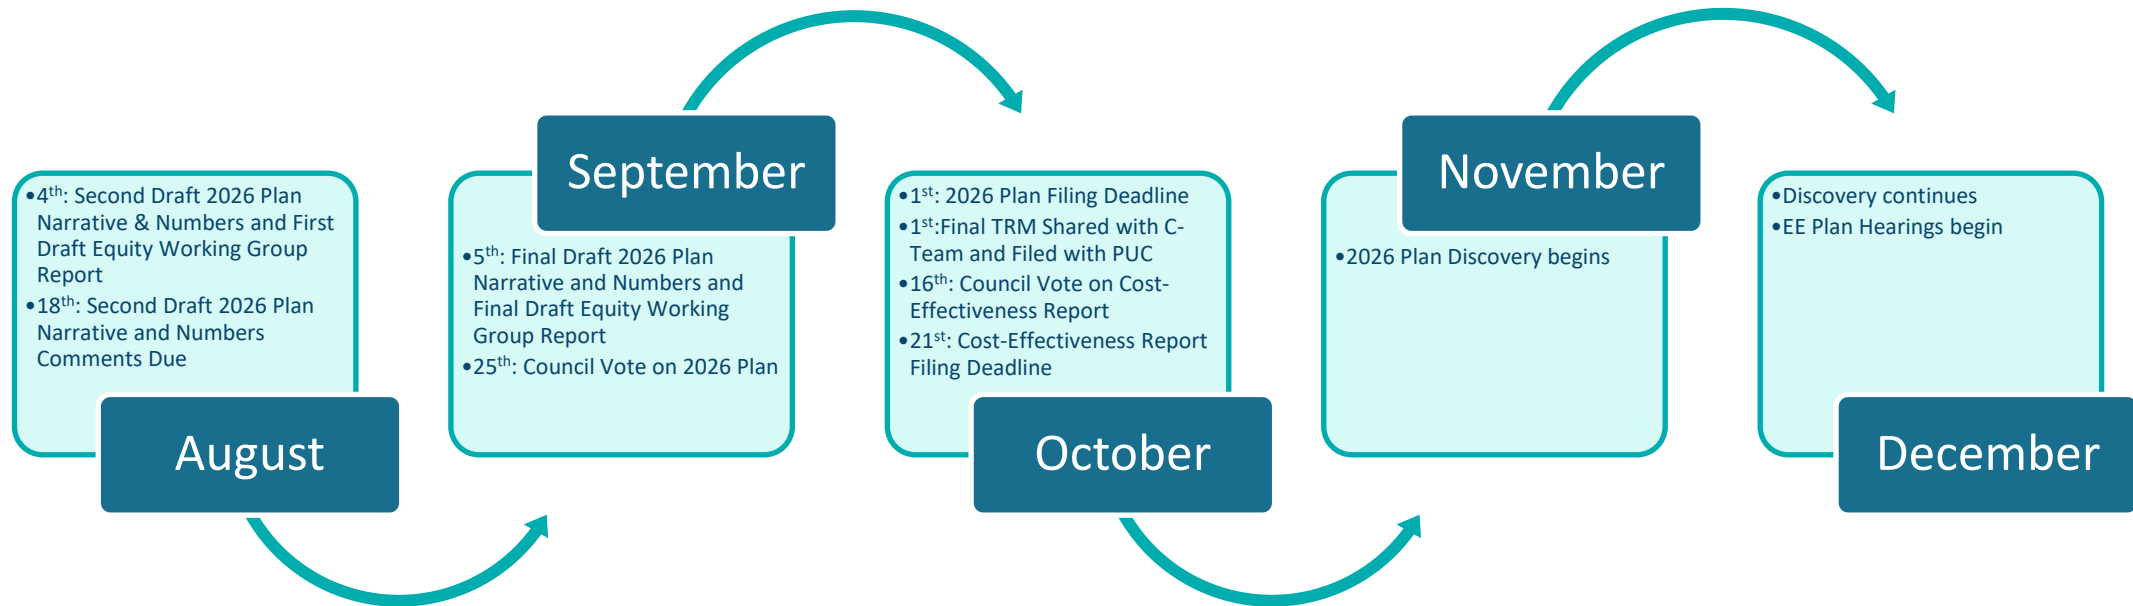 •4th: Second Draft 2026 Plan
Narrative & Numbers and First
Draft Equity Working Group
Report
•18th: Second Draft 2026 Plan
Narrative and Numbers
Comments Due
August
September
•5th: Final Draft 2026 Plan
Narrative and Numbers and
Final Draft Equity Working
Group Report
•25th: Council Vote on 2026 Plan
•1st: 2026 Plan Filing Deadline
•1st:Final TRM Shared with C-
Team and Filed with PUC
•16th: Council Vote on Cost-
Effectiveness Report
•21st: Cost-Effectiveness Report
Filing Deadline
October
November
•2026 Plan Discovery begins
•Discovery continues
•EE Plan Hearings begin
December